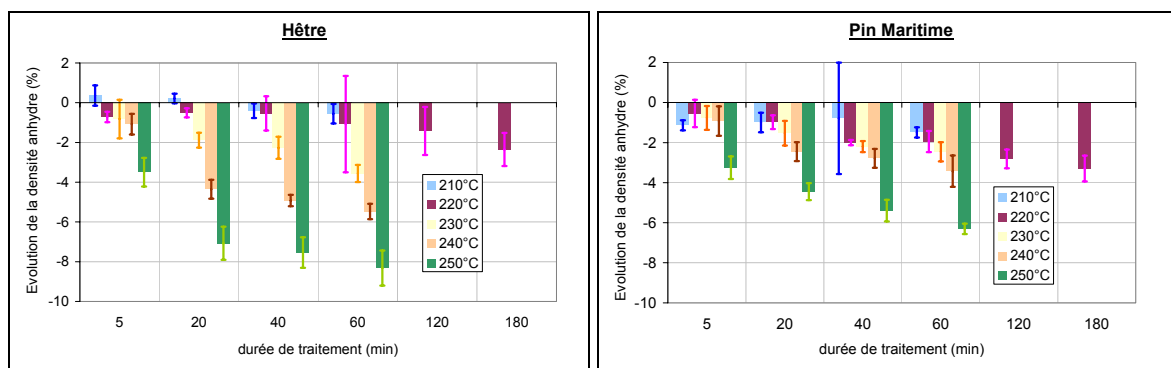 Hêtre
Evolution de la densité anhydre (%)
2
0
-2
-4
-6
-8
-10
210°C
220°C
230°C
240°C
250°C
5 20 40 60 120 180
durée de traitement (min)
Pin Maritime
Evolution de la densité anhydre (%)
2
0
-2
-4
-6
-8
-10
210°C
220°C
230°C
240°C
250°C
5 20 40 60 120 180
durée de traitement (min)